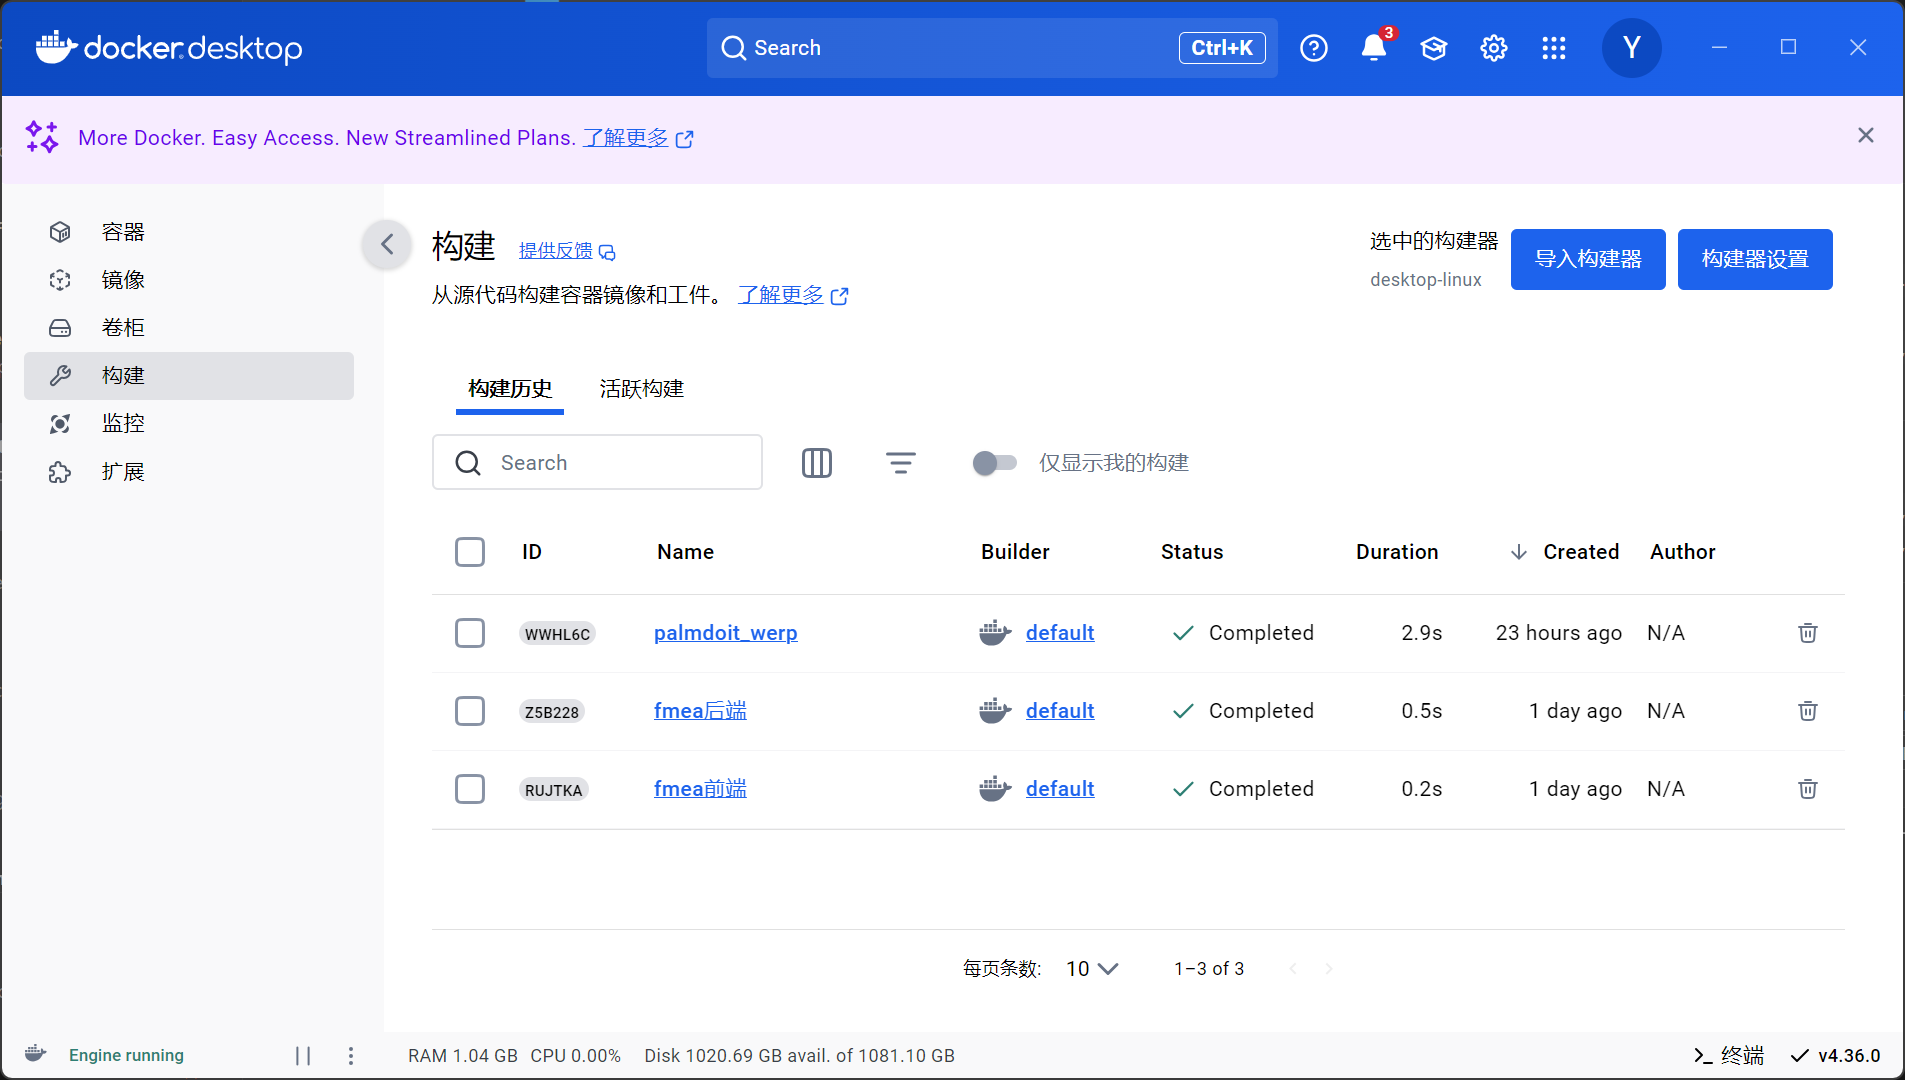 docker.desktop
Search
Ctrl+K
3
Y
More Docker. Easy Access. New Streamlined Plans. 了解更多
容器
镜像
卷柜
构建
监控
扩展
构建 提供反馈
从源代码构建容器镜像和工件。 了解更多
选中的构建器
desktop-linux
导入构建器
构建器设置
构建历史 活跃构建
Search
仅显示我的构建
ID Name Builder Status Duration Created Author
WWHL6C palmdoit_werp default Completed 2.9s 23 hours ago N/A
Z5B228 fmea后端 default Completed 0.5s 1 day ago N/A
RUJTKA fmea前端 default Completed 0.2s 1 day ago N/A
每页条数: 10 1–3 of 3
Engine running RAM 1.04 GB CPU 0.00% Disk 1020.69 GB avail. of 1081.10 GB >_ 终端 v4.36.0